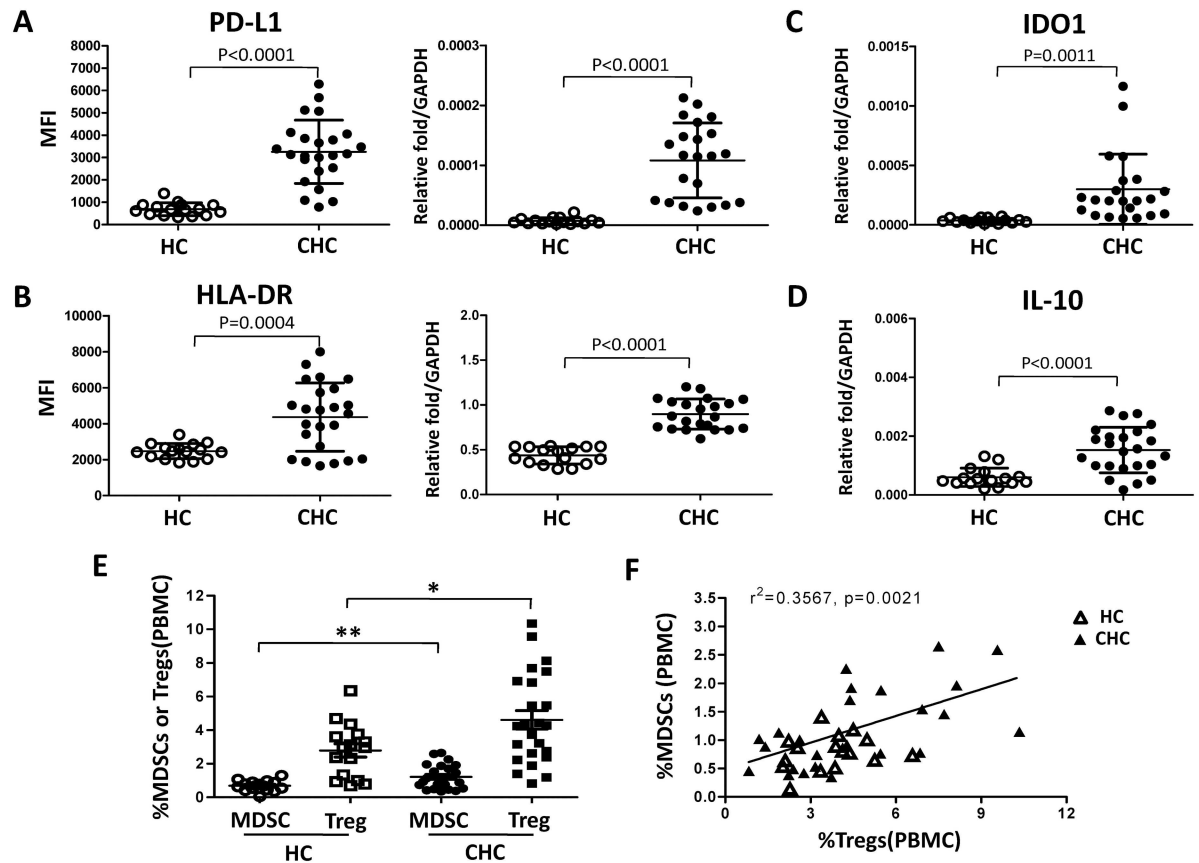 A
PD-L1
8000
7000
6000
5000
4000
3000
2000
1000
0
MFI
P<0.0001
HC
CHC
0.0003
0.0002
0.0001
0.0000
Relative fold/GAPDH
P<0.0001
HC
CHC
C
IDO1
0.0015
0.0010
0.0005
0.0000
Relative fold/GAPDH
P=0.0011
HC
CHC
B
HLA-DR
10000
8000
6000
4000
2000
0
MFI
P=0.0004
HC
CHC
2.0
1.5
1.0
0.5
0.0
Relative fold/GAPDH
P<0.0001
HC
CHC
D
IL-10
0.006
0.004
0.002
0.000
Relative fold/GAPDH
P<0.0001
HC
CHC
E
12
10
8
6
4
2
0
%MDSCs or Tregs(PBMC)
**
*
MDSC Treg MDSC Treg
HC CHC
F
r²=0.3567, p=0.0021
3.5
3.0
2.5
2.0
1.5
1.0
0.5
0.0
%MDSCs (PBMC)
0 3 6 9 12
%Tregs(PBMC)
HC
CHC